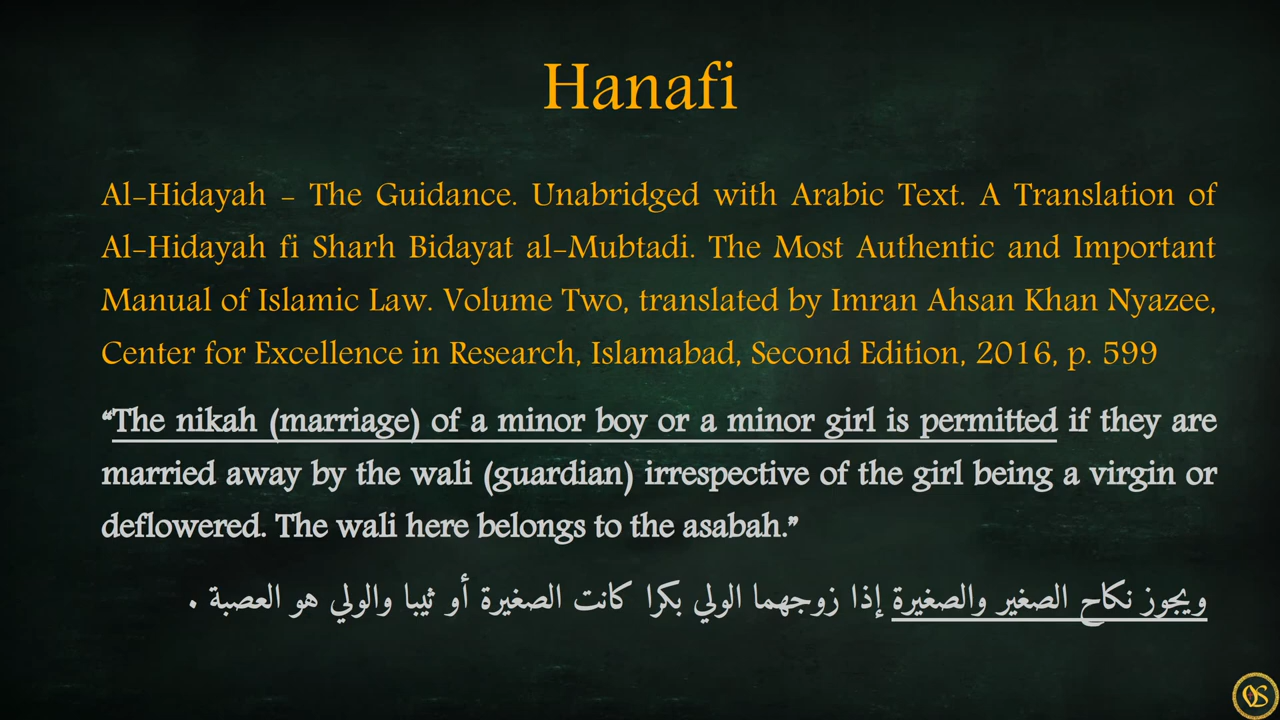 Hanafi
Al-Hidayah – The Guidance. Unabridged with Arabic Text. A Translation of
Al-Hidayah fi Sharh Bidayat al-Mubtadi. The Most Authentic and Important
Manual of Islamic Law. Volume Two, translated by Imran Ahsan Khan Nyazee,
Center for Excellence in Research, Islamabad, Second Edition, 2016, p. 599
“The nikah (marriage) of a minor boy or a minor girl is permitted if they are
married away by the wali (guardian) irrespective of the girl being a virgin or
deflowered. The wali here belongs to the asabah.”
ويجوز نكاح الصغير والصغيرة إذا زوجهما الولي بكرا كانت الصغيرة أو ثيبا والولي هو العصبة .